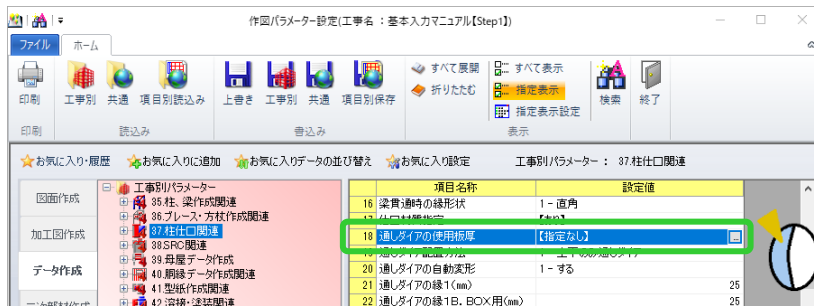 作図パラメーター設定(工事名 ：基本入力マニュアル【Step1】)
ファイル ホーム
印刷 工事別 共通 項目別読込み 上書き 工事別 共通 項目別保存 すべて展開 折りたたむ すべて表示 指定表示 指定表示設定 検索 終了
印刷 読込み 書込み 表示
お気に入り・履歴 お気に入りに追加 お気に入りデータの並び替え お気に入り設定 工事別パラメーター ： 37.柱仕口関連
図面作成
加工図作成
データ作成
二次部材作成
工事別パラメーター
35.柱、梁作成関連
36.ブレース・方杖作成関連
37.柱仕口関連
38.SRC関連
39.母屋データ作成
40.胴縁データ作成関連
41.型紙作成関連
42.溶接・塗装関連
項目名称 設定値
16 梁貫通時の縁形状 1 - 直角
18 通しダイアの使用板厚 【指定なし】 ...
20 通しダイアの自動変形 1 - する
21 通しダイアの縁1(mm) 25
22 通しダイアの縁1B、BOX用(mm) 25